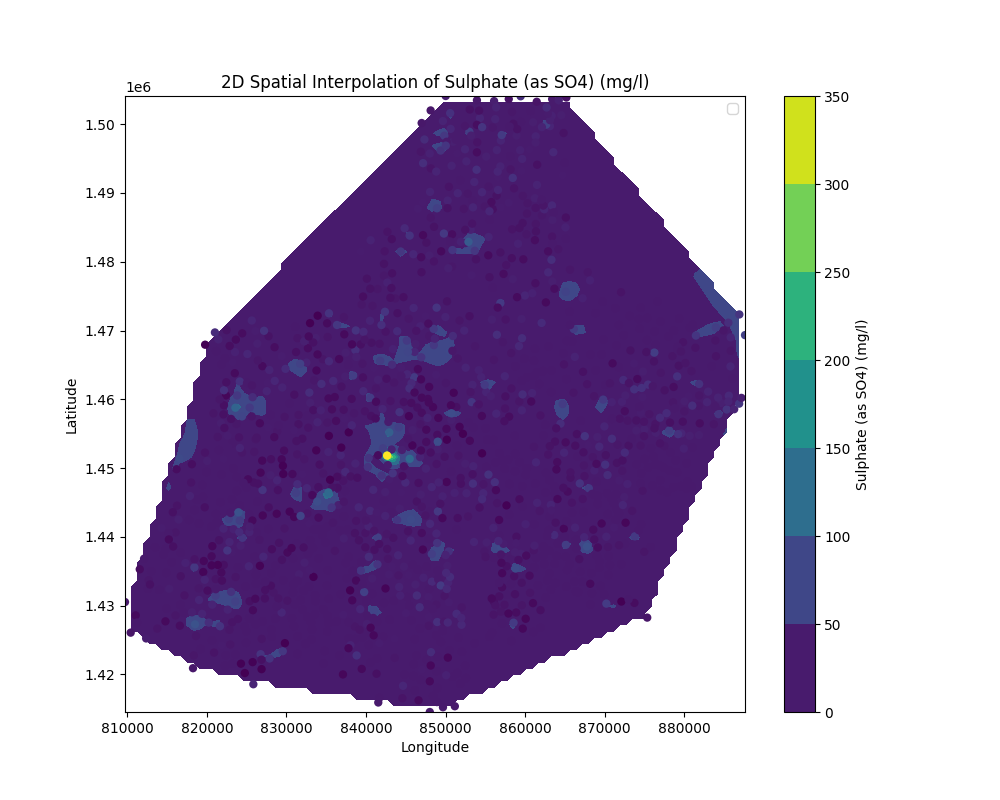 2D Spatial Interpolation of Sulphate (as SO4) (mg/l)
1e6
1.50
1.49
1.48
1.47
1.46
1.45
1.44
1.43
1.42
Latitude
810000 820000 830000 840000 850000 860000 870000 880000
Longitude
350
300
250
200
150
100
50
0
Sulphate (as SO4) (mg/l)